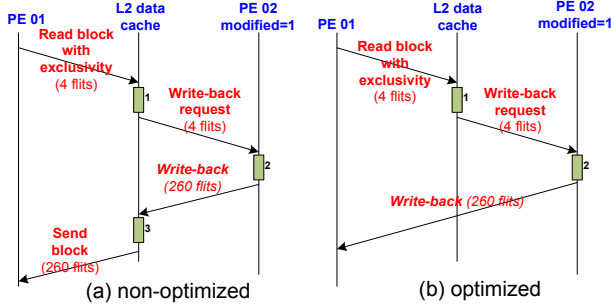 PE 01
L2 data
cache
PE 02
modified=1
Read block
with
exclusivity
(4 flits)
1
Write-back
request
(4 flits)
2
Write-back
(260 flits)
3
Send
block
(260 flits)
(a) non-optimized
PE 01
L2 data
cache
PE 02
modified=1
Read block
with
exclusivity
(4 flits)
1
Write-back
request
(4 flits)
2
Write-back (260 flits)
(b) optimized